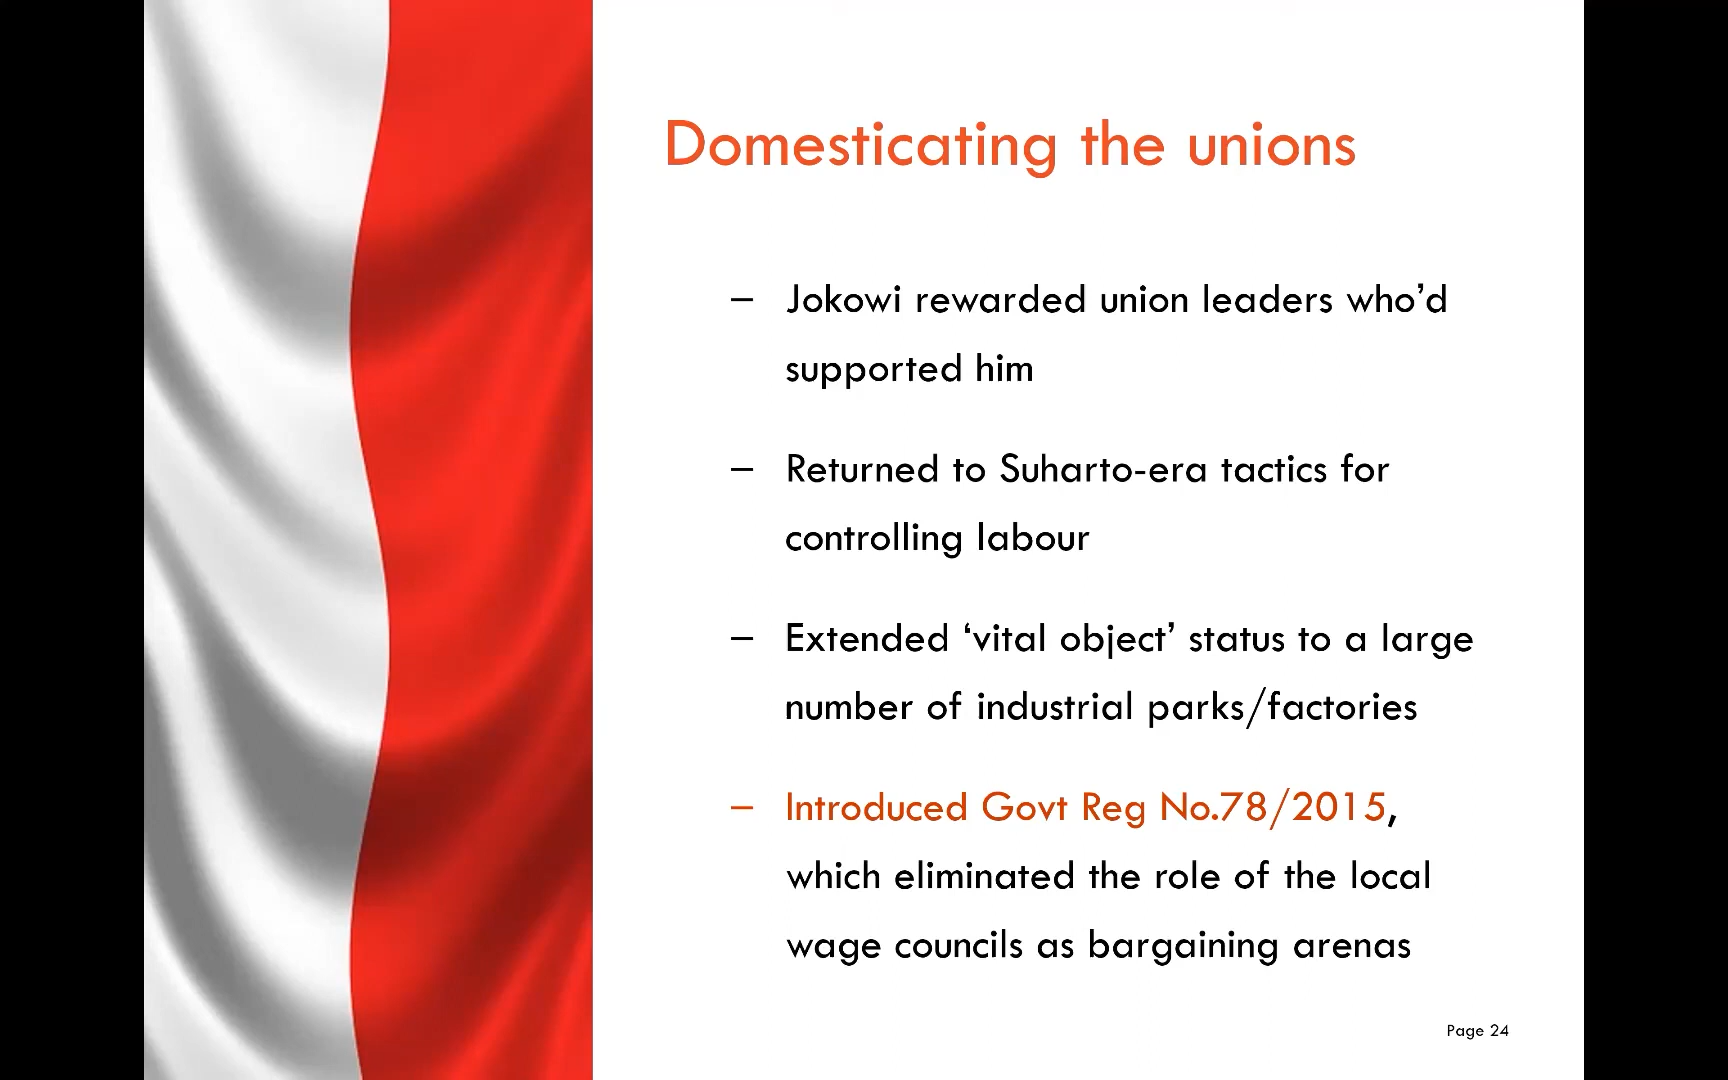 Domesticating the unions
– Jokowi rewarded union leaders who’d
supported him
– Returned to Suharto-era tactics for
controlling labour
– Extended ‘vital object’ status to a large
number of industrial parks/factories
– Introduced Govt Reg No.78/2015,
which eliminated the role of the local
wage councils as bargaining arenas
Page 24